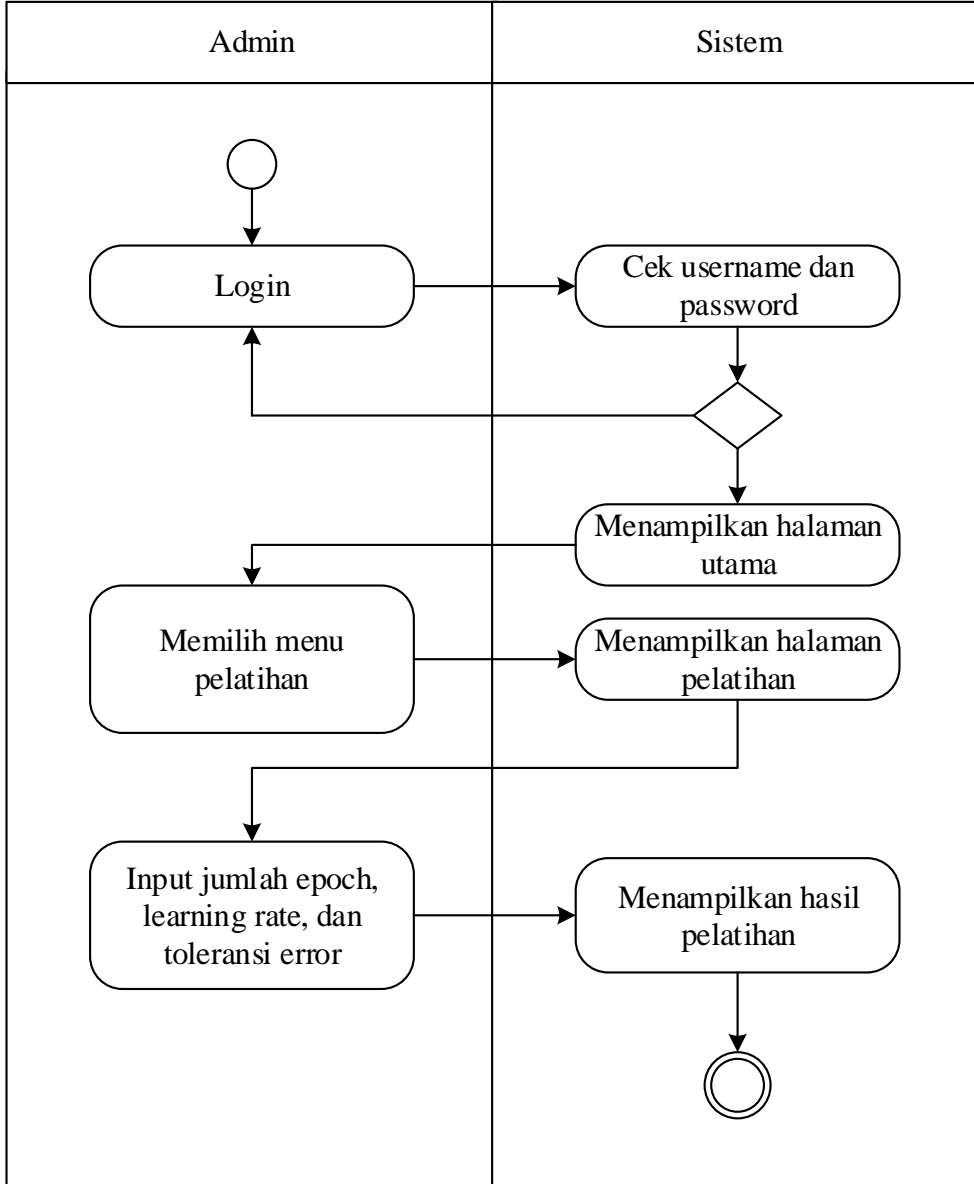 Admin
Sistem
Login
Cek username dan
password
Menampilkan halaman
utama
Memilih menu
pelatihan
Menampilkan halaman
pelatihan
Input jumlah epoch,
learning rate, dan
toleransi error
Menampilkan hasil
pelatihan